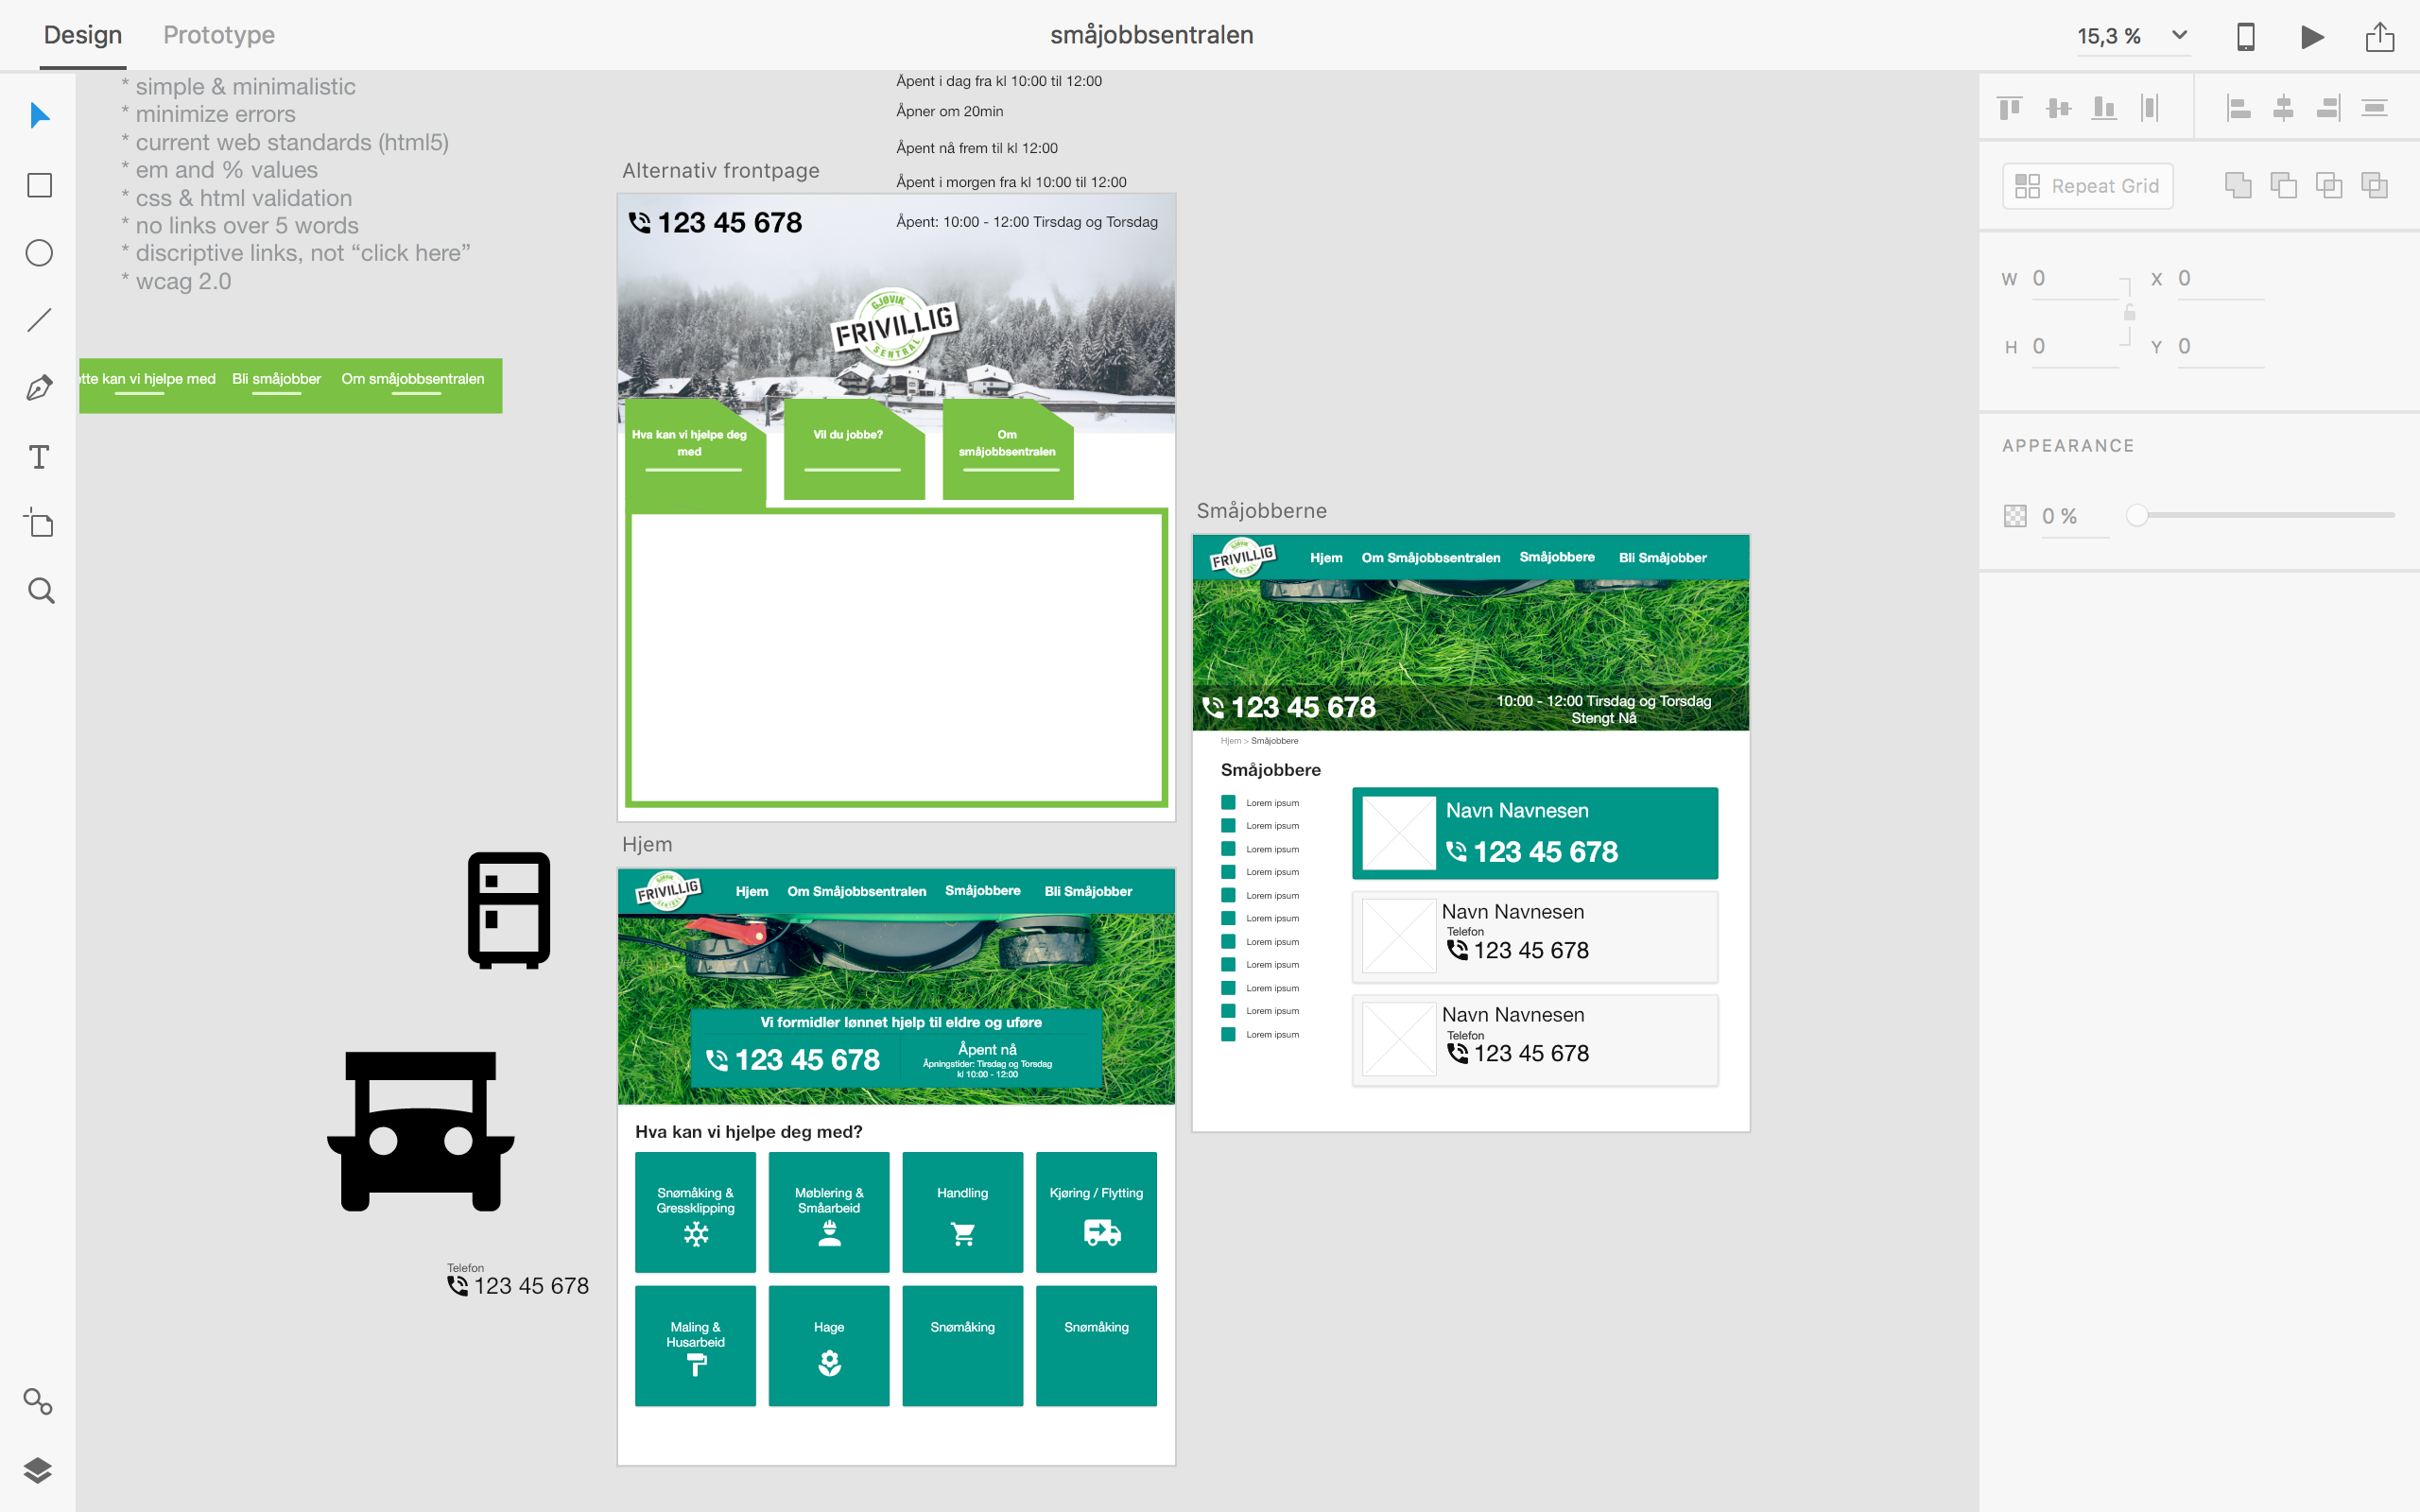 Design
Prototype
småjobbsentralen
15,3 %
* simple & minimalistic
* minimize errors
* current web standards (html5)
* em and % values
* css & html validation
* no links over 5 words
* discriptive links, not “click here”
* wcag 2.0
tte kan vi hjelpe med
Bli småjobber
Om småjobbsentralen
Åpent i dag fra kl 10:00 til 12:00
Åpner om 20min
Åpent nå frem til kl 12:00
Åpent i morgen fra kl 10:00 til 12:00
Alternativ frontpage
123 45 678
Åpent: 10:00 - 12:00 Tirsdag og Torsdag
GJØVIK
FRIVILLIG
SENTRAL
Hva kan vi hjelpe deg
med
Vil du jobbe?
Om
småjobbsentralen
Småjobberne
FRIVILLIG
Hjem
Om Småjobbsentralen
Småjobbere
Bli Småjobber
123 45 678
10:00 - 12:00 Tirsdag og Torsdag
Stengt Nå
Hjem > Småjobbere
Småjobbere
Lorem ipsum
Lorem ipsum
Lorem ipsum
Lorem ipsum
Lorem ipsum
Lorem ipsum
Lorem ipsum
Lorem ipsum
Lorem ipsum
Lorem ipsum
Lorem ipsum
Navn Navnesen
123 45 678
Navn Navnesen
Telefon
123 45 678
Navn Navnesen
Telefon
123 45 678
Hjem
FRIVILLIG
Hjem
Om Småjobbsentralen
Småjobbere
Bli Småjobber
Vi formidler lønnet hjelp til eldre og uføre
123 45 678
Åpent nå
Åpningstider: Tirsdag og Torsdag
kl 10:00 - 12:00
Hva kan vi hjelpe deg med?
Snømåking &
Gressklipping
Møblering &
Småarbeid
Handling
Kjøring / Flytting
Maling &
Husarbeid
Hage
Snømåking
Snømåking
Telefon
123 45 678
Repeat Grid
W 0
X 0
H 0
Y 0
APPEARANCE
0 %